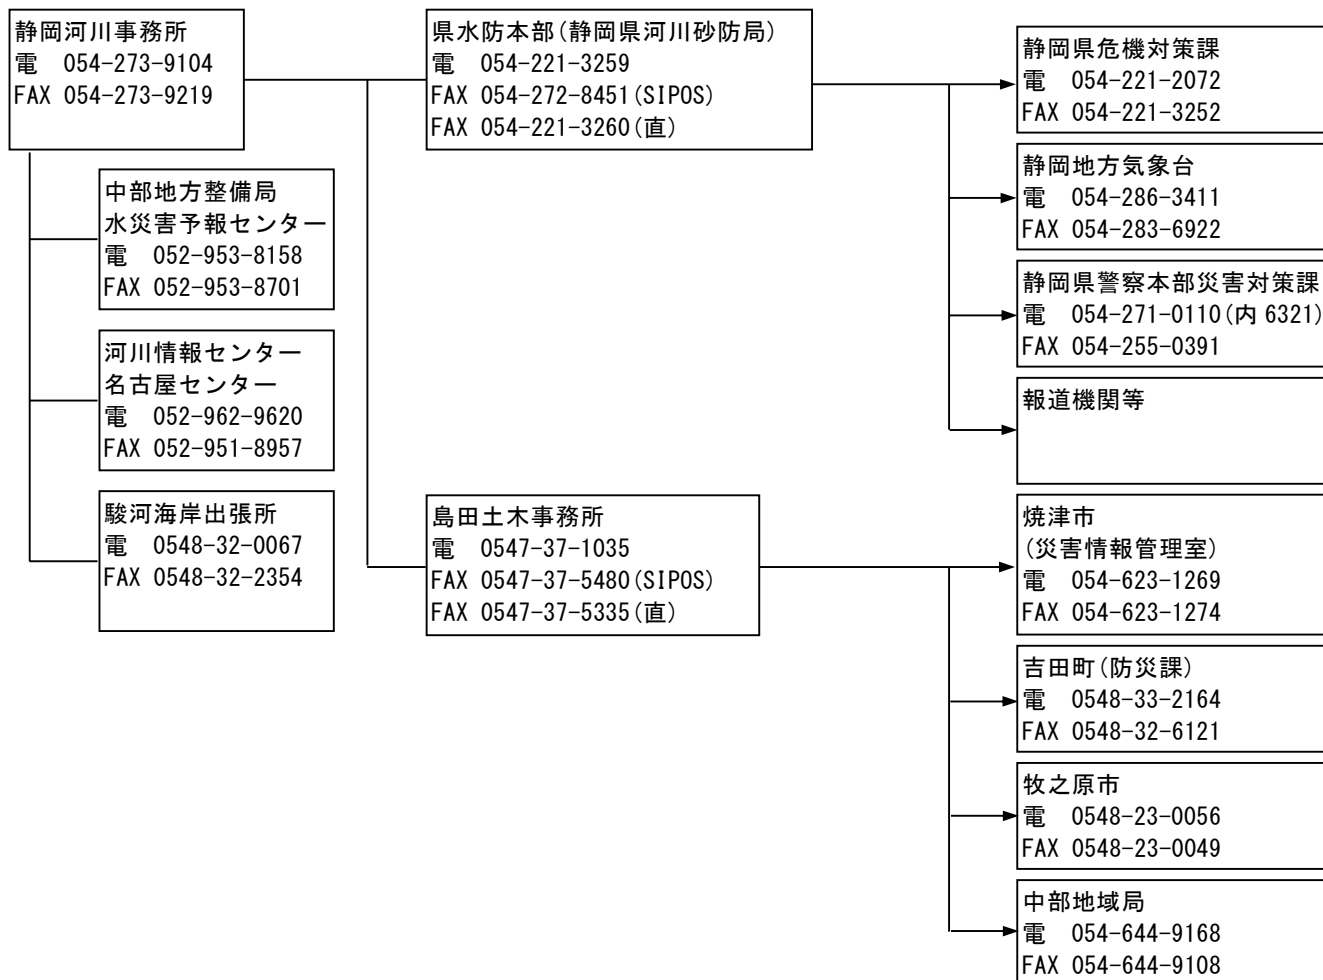 静岡河川事務所
電　054-273-9104
FAX 054-273-9219
中部地方整備局
水災害予報センター
電　052-953-8158
FAX 052-953-8701
河川情報センター
名古屋センター
電　052-962-9620
FAX 052-951-8957
駿河海岸出張所
電　0548-32-0067
FAX 0548-32-2354
県水防本部(静岡県河川砂防局)
電　054-221-3259
FAX 054-272-8451(SIPOS)
FAX 054-221-3260(直)
島田土木事務所
電　0547-37-1035
FAX 0547-37-5480(SIPOS)
FAX 0547-37-5335(直)
静岡県危機対策課
電　054-221-2072
FAX 054-221-3252
静岡地方気象台
電　054-286-3411
FAX 054-283-6922
静岡県警察本部災害対策課
電　054-271-0110(内 6321)
FAX 054-255-0391
報道機関等
焼津市
(災害情報管理室)
電　054-623-1269
FAX 054-623-1274
吉田町(防災課)
電　0548-33-2164
FAX 0548-32-6121
牧之原市
電　0548-23-0056
FAX 0548-23-0049
中部地域局
電　054-644-9168
FAX 054-644-9108